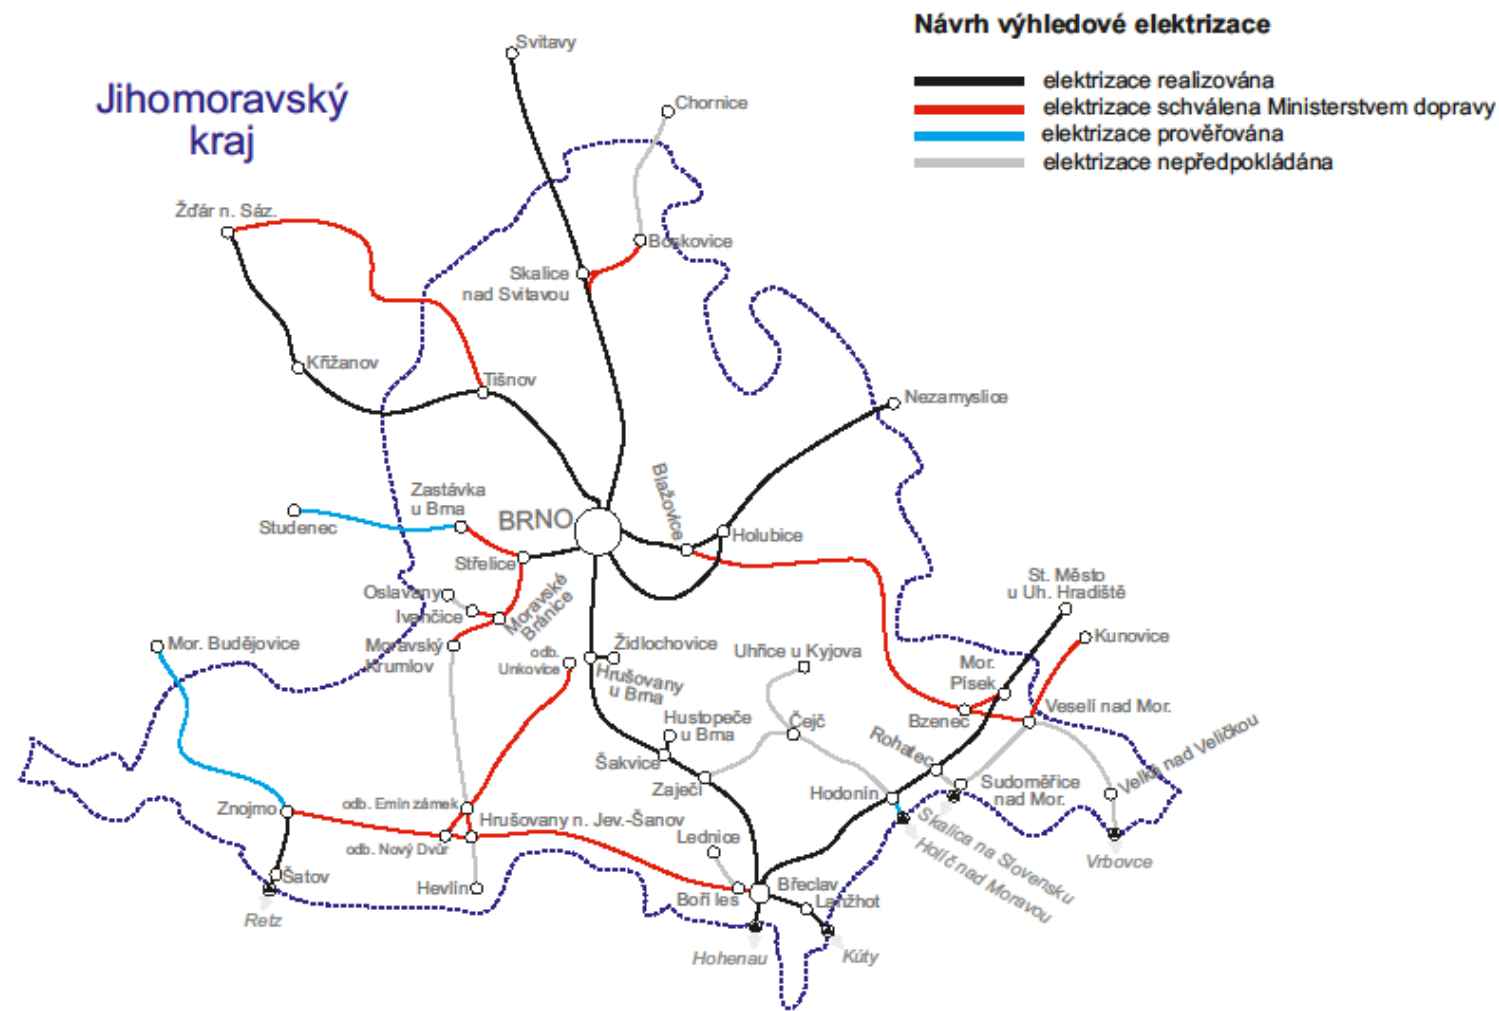 Návrh výhledové elektrizace
elektrizace realizována
elektrizace schválena Ministerstvem dopravy
elektrizace prověřována
elektrizace nepředpokládána
Jihomoravský
kraj
Svitavy
Chornice
Žďár n. Sáz.
Boskovice
Skalice
nad Svitavou
Křižanov
Tišnov
Nezamyslice
Zastávka
u Brna
Studenec
BRNO
Blažovice
Holubice
Střelice
Oslavany
Ivančice
Moravské
Bránice
St. Město
u Uh. Hradiště
Kunovice
Mor. Budějovice
Moravský
Krumlov
odb.
Unkovice
Židlochovice
Hrušovany
u Brna
Uhřice u Kyjova
Mor.
Písek
Bzenec
Veselí nad Mor.
Hustopeče
u Brna
Čejč
Šakvice
Zaječí
Rohatec
Hodonín
Sudoměřice
nad Mor.
Velká nad Veličkou
Znojmo
odb. Emin zámek
Hrušovany n. Jev.-Šanov
odb. Nový Dvůr
Lednice
Skalica na Slovensku
Holíč nad Moravou
Vrbovce
Šatov
Hevlín
Boří les
Břeclav
Lanžhot
Retz
Hohenau
Kúty